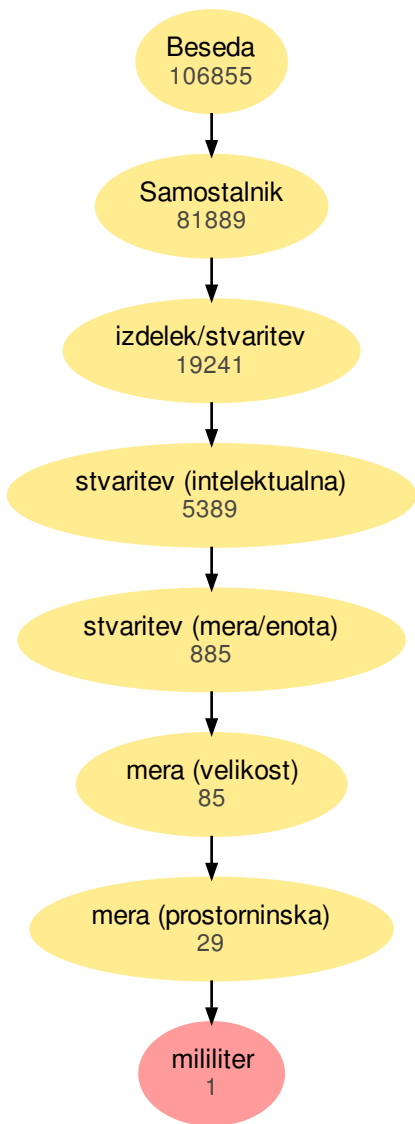 Beseda
106855
Samostalnik
81889
izdelek/stvaritev
19241
stvaritev (intelektualna)
5389
stvaritev (mera/enota)
885
mera (velikost)
85
mera (prostorninska)
29
mililiter
1